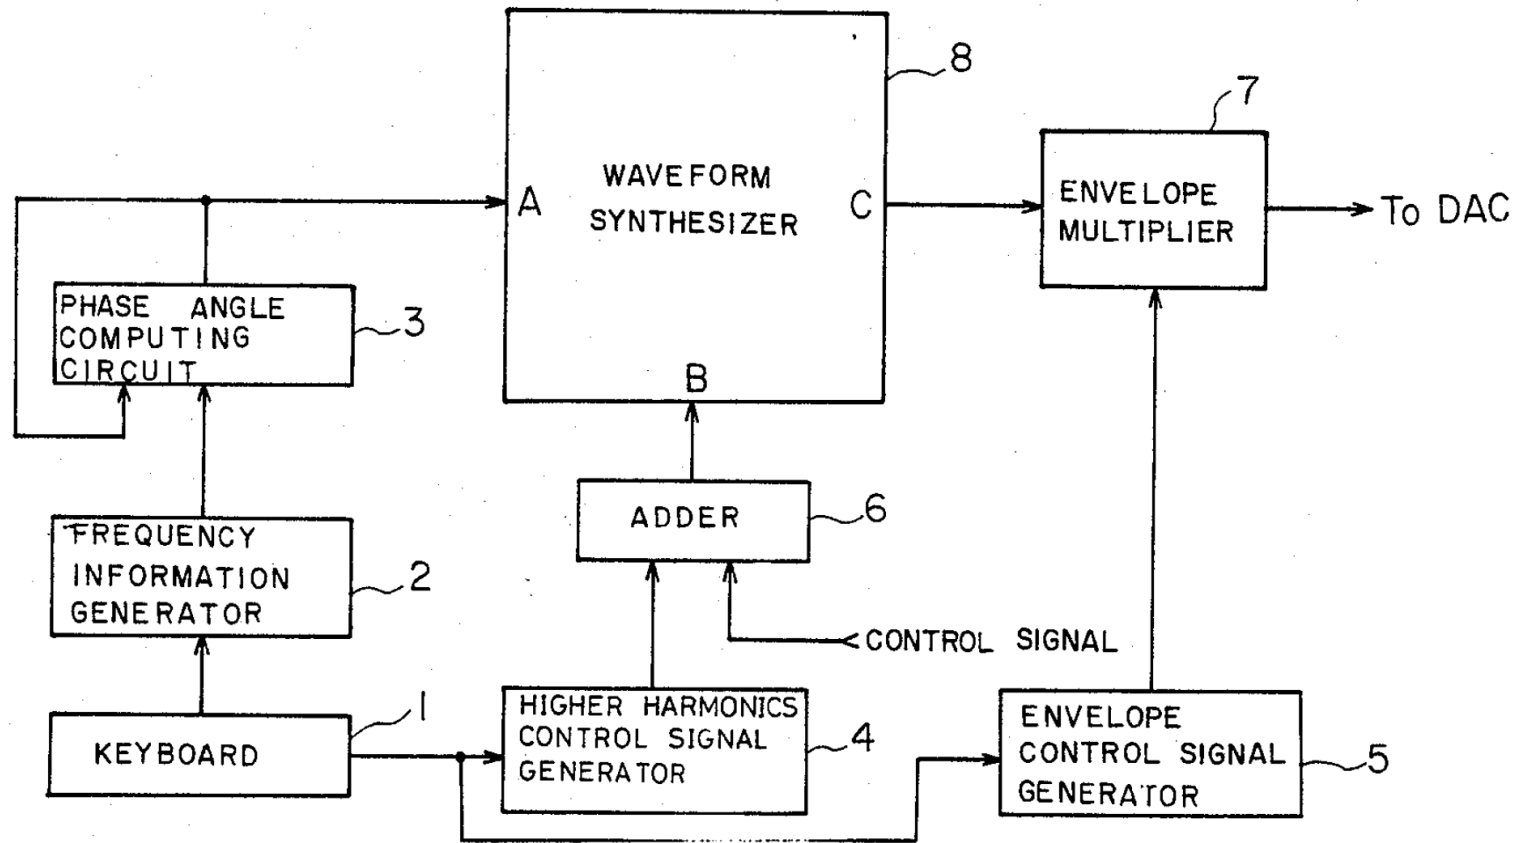 8
7
WAVEFORM
SYNTHESIZER
A
C
ENVELOPE
MULTIPLIER
To DAC
PHASE ANGLE
COMPUTING
CIRCUIT
3
B
ADDER
6
FREQUENCY
INFORMATION
GENERATOR
2
CONTROL SIGNAL
KEYBOARD
1
HIGHER HARMONICS
CONTROL SIGNAL
GENERATOR
4
ENVELOPE
CONTROL SIGNAL
GENERATOR
5